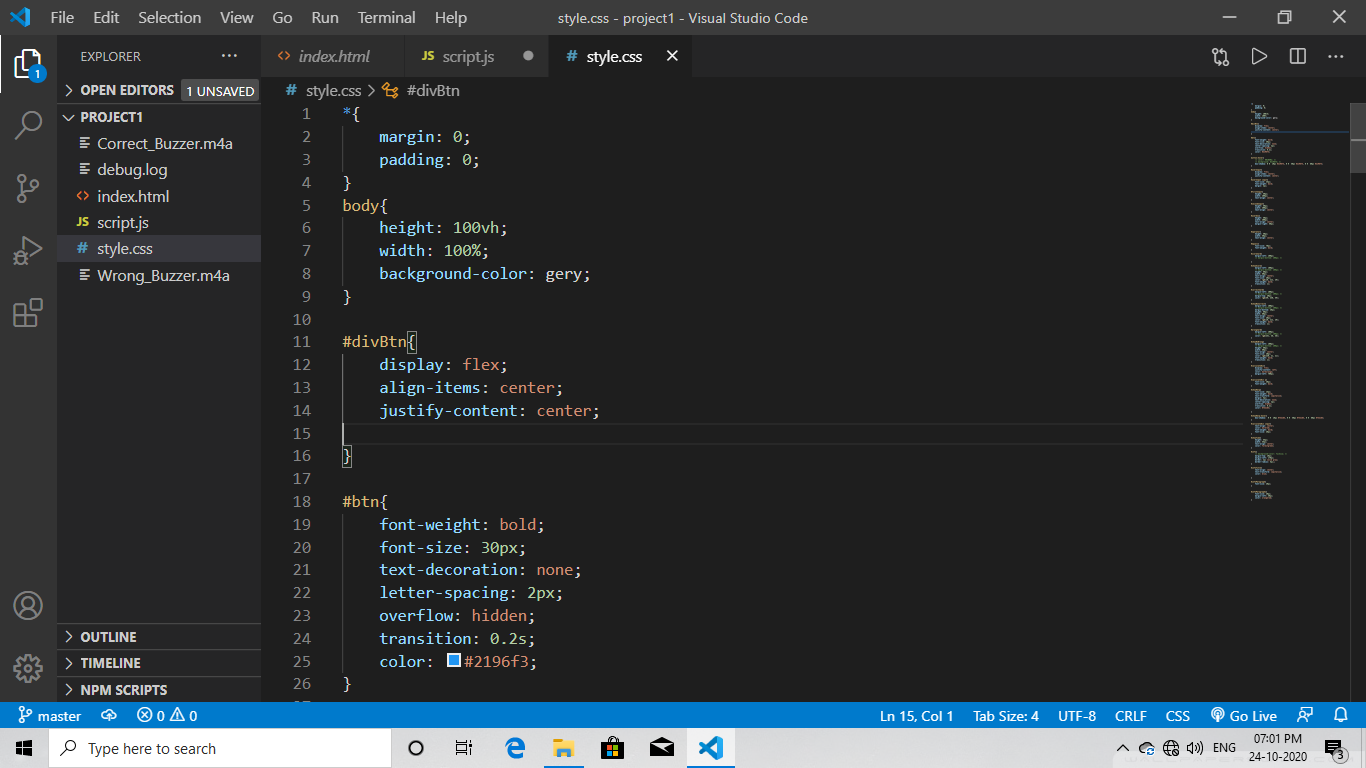 File Edit Selection View Go Run Terminal Help
style.css - project1 - Visual Studio Code
EXPLORER
1
OPEN EDITORS 1 UNSAVED
PROJECT1
Correct_Buzzer.m4a
debug.log
index.html
JS script.js
# style.css
Wrong_Buzzer.m4a
OUTLINE
TIMELINE
NPM SCRIPTS
index.html
JS script.js
# style.css
# style.css > #divBtn
1 *{
2 margin: 0;
3 padding: 0;
4 }
5 body{
6 height: 100vh;
7 width: 100%;
8 background-color: gery;
9 }
10
11 #divBtn{
12 display: flex;
13 align-items: center;
14 justify-content: center;
15
16 }
17
18 #btn{
19 font-weight: bold;
20 font-size: 30px;
21 text-decoration: none;
22 letter-spacing: 2px;
23 overflow: hidden;
24 transition: 0.2s;
25 color: #2196f3;
26 }
master 0 0 Ln 15, Col 1 Tab Size: 4 UTF-8 CRLF CSS Go Live
Type here to search
ENG
07:01 PM
24-10-2020
3